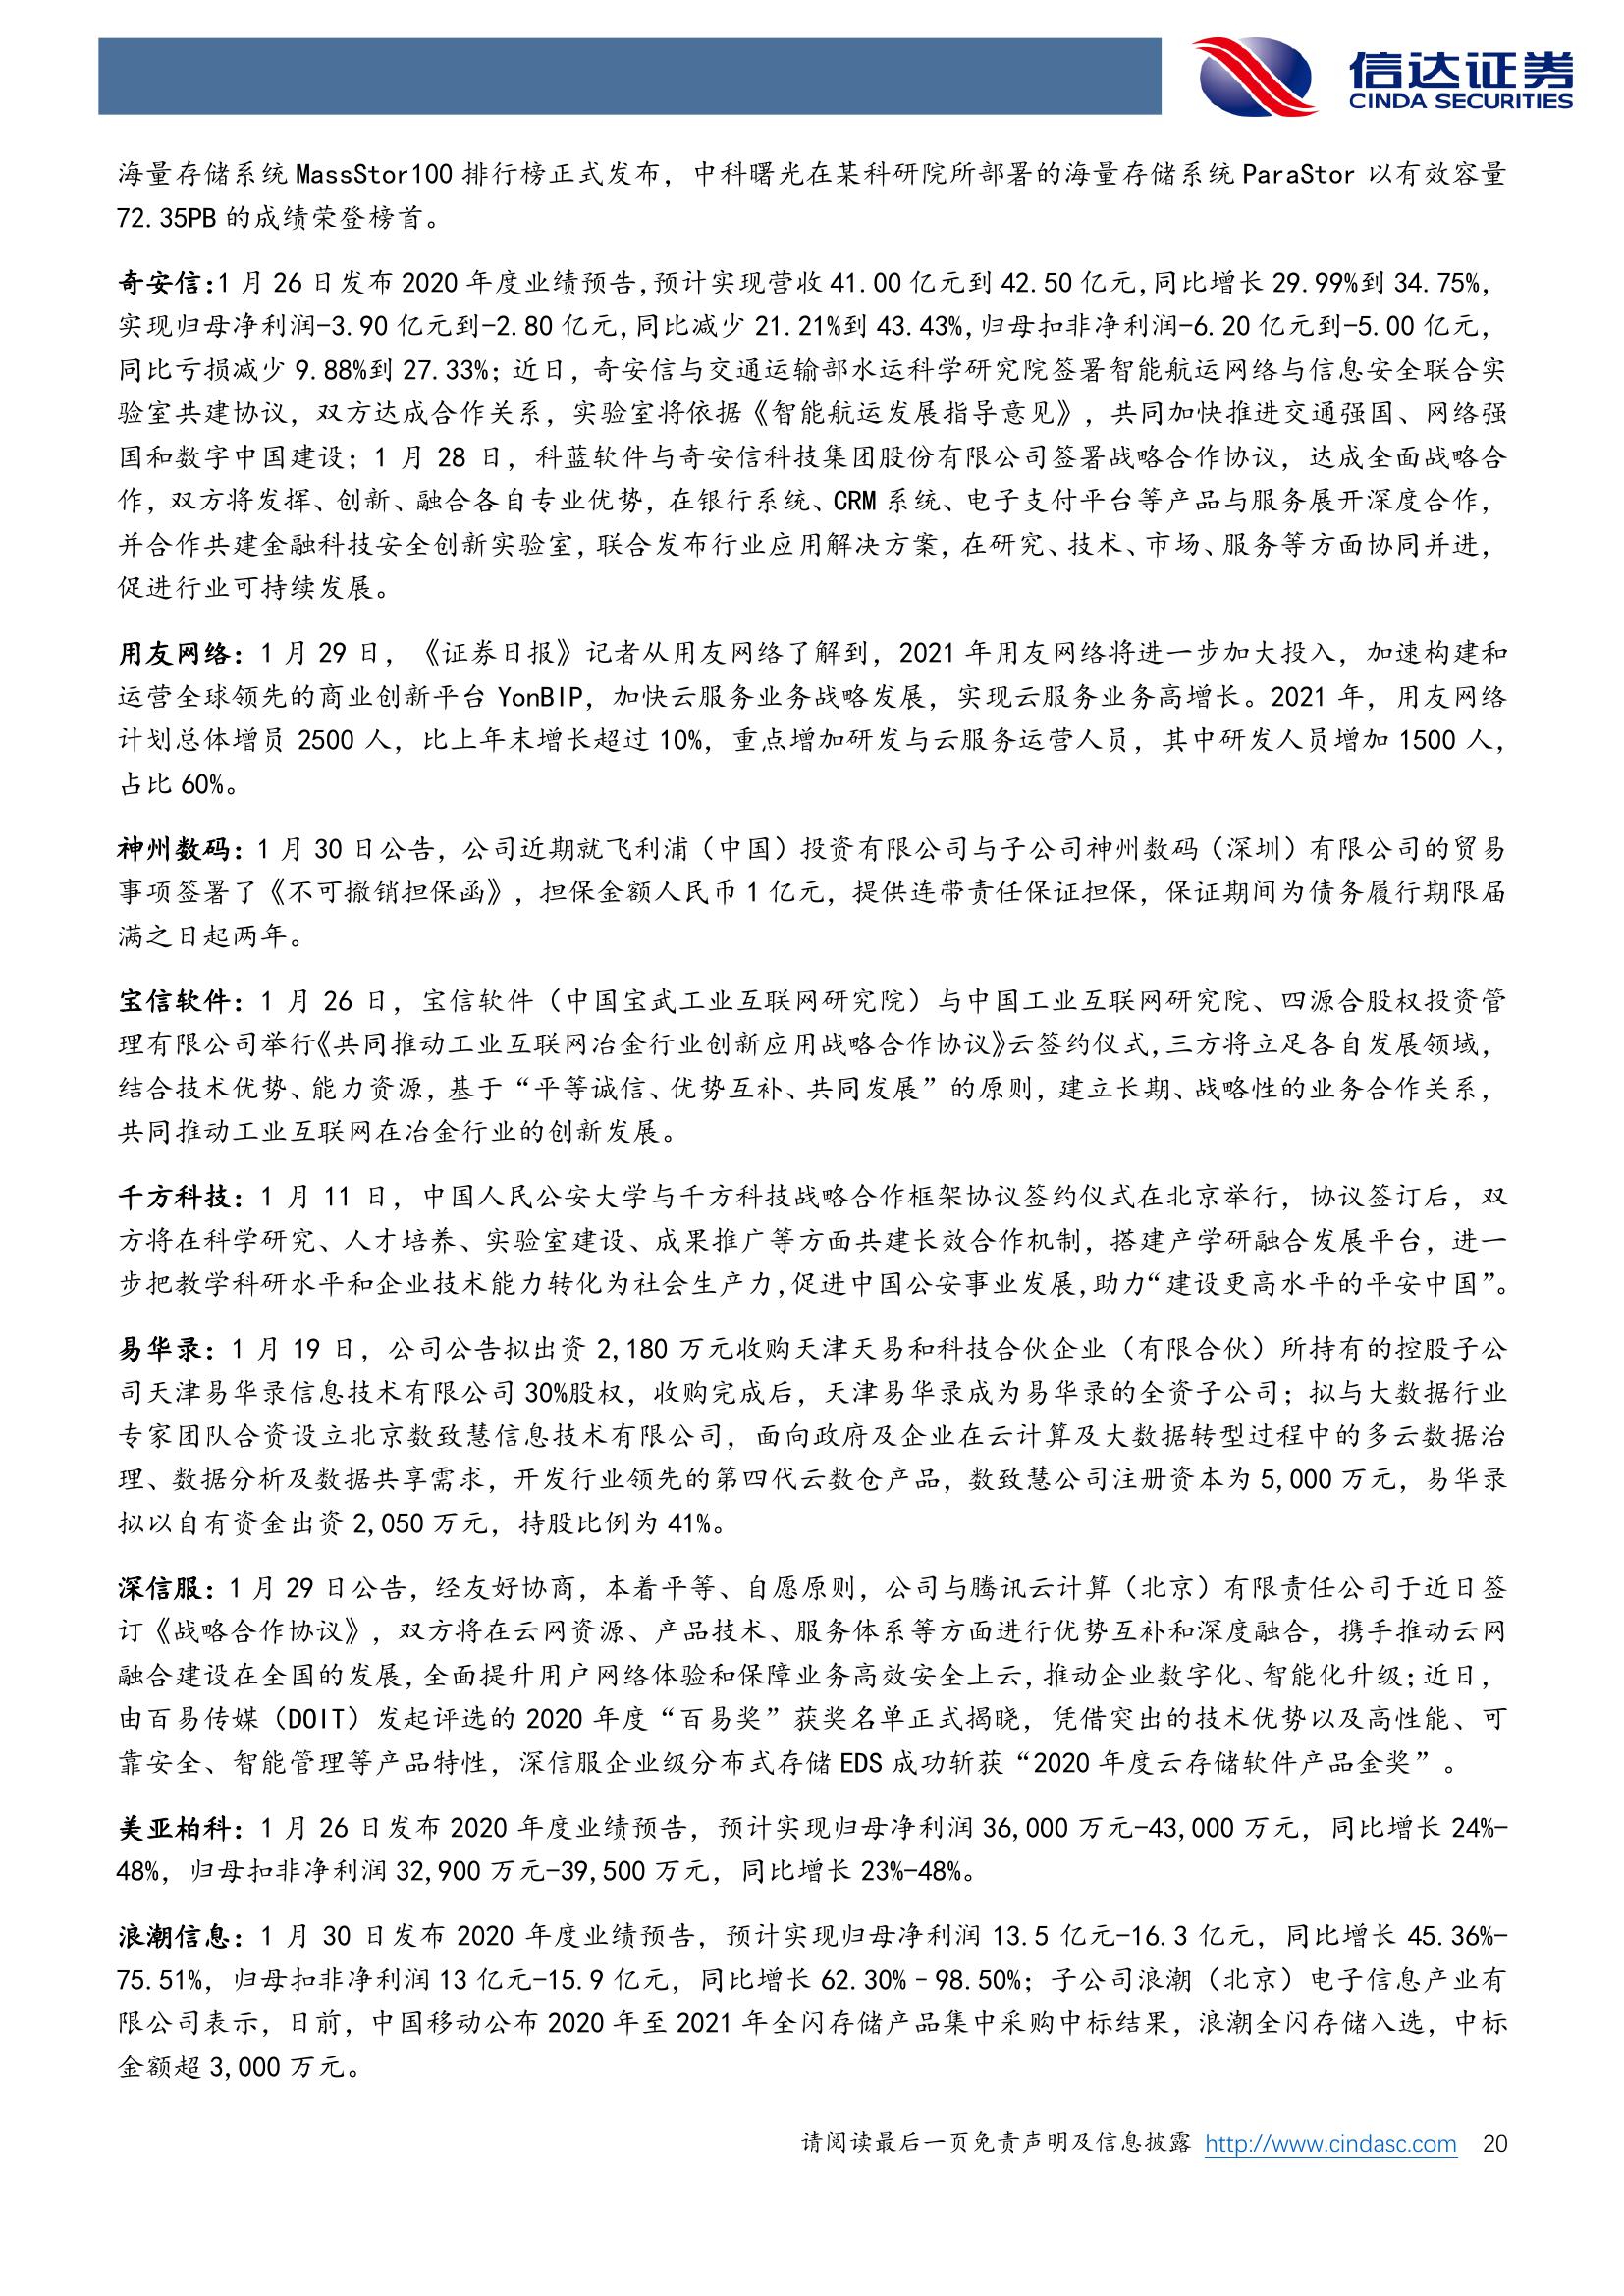 信达证券
CINDA SECURITIES
海量存储系统 MassStor100 排行榜正式发布，中科曙光在某科研院所部署的海量存储系统 ParaStor 以有效容量
72.35PB 的成绩荣登榜首。
奇安信:1 月 26 日发布 2020 年度业绩预告,预计实现营收 41.00 亿元到 42.50 亿元,同比增长 29.99%到 34.75%,
实现归母净利润-3.90 亿元到-2.80 亿元,同比减少 21.21%到 43.43%,归母扣非净利润-6.20 亿元到-5.00 亿元,
同比亏损减少 9.88%到 27.33%；近日，奇安信与交通运输部水运科学研究院签署智能航运网络与信息安全联合实
验室共建协议，双方达成合作关系，实验室将依据《智能航运发展指导意见》，共同加快推进交通强国、网络强
国和数字中国建设；1 月 28 日，科蓝软件与奇安信科技集团股份有限公司签署战略合作协议，达成全面战略合
作，双方将发挥、创新、融合各自专业优势，在银行系统、CRM 系统、电子支付平台等产品与服务展开深度合作，
并合作共建金融科技安全创新实验室，联合发布行业应用解决方案，在研究、技术、市场、服务等方面协同并进，
促进行业可持续发展。
用友网络：1 月 29 日，《证券日报》记者从用友网络了解到，2021 年用友网络将进一步加大投入，加速构建和
运营全球领先的商业创新平台 YonBIP，加快云服务业务战略发展，实现云服务业务高增长。2021 年，用友网络
计划总体增员 2500 人，比上年末增长超过 10%，重点增加研发与云服务运营人员，其中研发人员增加 1500 人，
占比 60%。
神州数码：1 月 30 日公告，公司近期就飞利浦（中国）投资有限公司与子公司神州数码（深圳）有限公司的贸易
事项签署了《不可撤销担保函》，担保金额人民币 1 亿元，提供连带责任保证担保，保证期间为债务履行期限届
满之日起两年。
宝信软件：1 月 26 日，宝信软件（中国宝武工业互联网研究院）与中国工业互联网研究院、四源合股权投资管
理有限公司举行《共同推动工业互联网冶金行业创新应用战略合作协议》云签约仪式，三方将立足各自发展领域，
结合技术优势、能力资源，基于“平等诚信、优势互补、共同发展”的原则，建立长期、战略性的业务合作关系，
共同推动工业互联网在冶金行业的创新发展。
千方科技：1 月 11 日，中国人民公安大学与千方科技战略合作框架协议签约仪式在北京举行，协议签订后，双
方将在科学研究、人才培养、实验室建设、成果推广等方面共建长效合作机制，搭建产学研融合发展平台，进一
步把教学科研水平和企业技术能力转化为社会生产力,促进中国公安事业发展,助力“建设更高水平的平安中国”。
易华录：1 月 19 日，公司公告拟出资 2,180 万元收购天津天易和科技合伙企业（有限合伙）所持有的控股子公
司天津易华录信息技术有限公司 30%股权，收购完成后，天津易华录成为易华录的全资子公司；拟与大数据行业
专家团队合资设立北京数致慧信息技术有限公司，面向政府及企业在云计算及大数据转型过程中的多云数据治
理、数据分析及数据共享需求，开发行业领先的第四代云数仓产品，数致慧公司注册资本为 5,000 万元，易华录
拟以自有资金出资 2,050 万元，持股比例为 41%。
深信服：1 月 29 日公告，经友好协商，本着平等、自愿原则，公司与腾讯云计算（北京）有限责任公司于近日签
订《战略合作协议》，双方将在云网资源、产品技术、服务体系等方面进行优势互补和深度融合，携手推动云网
融合建设在全国的发展，全面提升用户网络体验和保障业务高效安全上云，推动企业数字化、智能化升级；近日，
由百易传媒（DOIT）发起评选的 2020 年度“百易奖”获奖名单正式揭晓，凭借突出的技术优势以及高性能、可
靠安全、智能管理等产品特性，深信服企业级分布式存储 EDS 成功斩获“2020 年度云存储软件产品金奖”。
美亚柏科：1 月 26 日发布 2020 年度业绩预告，预计实现归母净利润 36,000 万元-43,000 万元，同比增长 24%-
48%，归母扣非净利润 32,900 万元-39,500 万元，同比增长 23%-48%。
浪潮信息：1 月 30 日发布 2020 年度业绩预告，预计实现归母净利润 13.5 亿元-16.3 亿元，同比增长 45.36%-
75.51%，归母扣非净利润 13 亿元-15.9 亿元，同比增长 62.30%–98.50%；子公司浪潮（北京）电子信息产业有
限公司表示，日前，中国移动公布 2020 年至 2021 年全闪存储产品集中采购中标结果，浪潮全闪存储入选，中标
金额超 3,000 万元。
请阅读最后一页免责声明及信息披露 http://www.cindasc.com 20